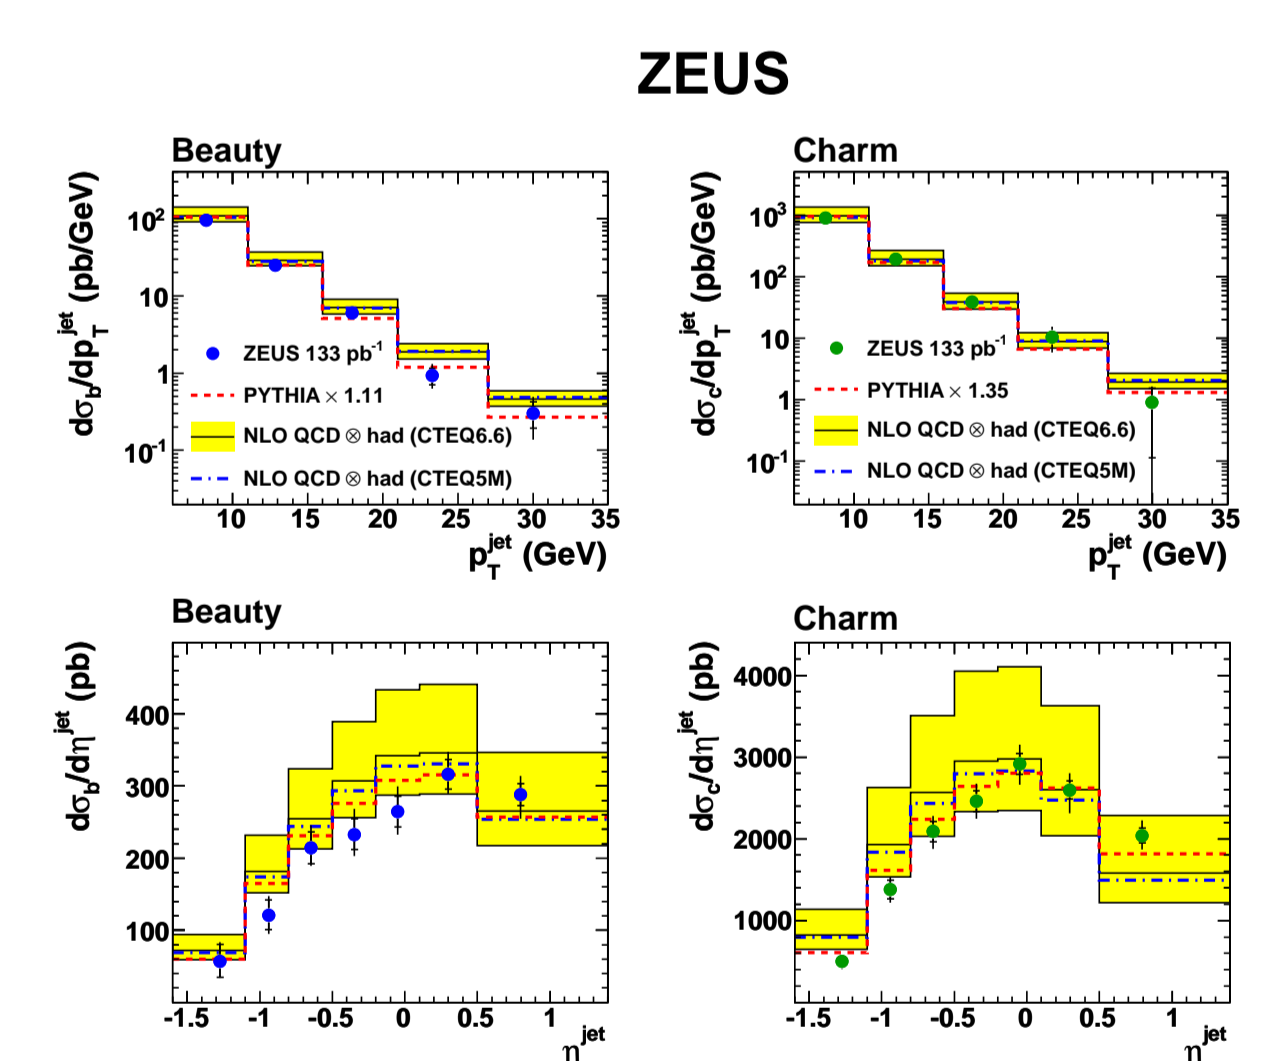 ZEUS
Beauty
dσb/dpTjet (pb/GeV)
10²
10
1
10⁻¹
ZEUS 133 pb⁻¹
PYTHIA × 1.11
NLO QCD ⊗ had (CTEQ6.6)
NLO QCD ⊗ had (CTEQ5M)
10 15 20 25 30 35
pTjet (GeV)
Charm
dσc/dpTjet (pb/GeV)
10³
10²
10
1
10⁻¹
ZEUS 133 pb⁻¹
PYTHIA × 1.35
NLO QCD ⊗ had (CTEQ6.6)
NLO QCD ⊗ had (CTEQ5M)
10 15 20 25 30 35
pTjet (GeV)
Beauty
dσb/dηjet (pb)
400
300
200
100
-1.5 -1 -0.5 0 0.5 1
ηjet
Charm
dσc/dηjet (pb)
4000
3000
2000
1000
-1.5 -1 -0.5 0 0.5 1
ηjet